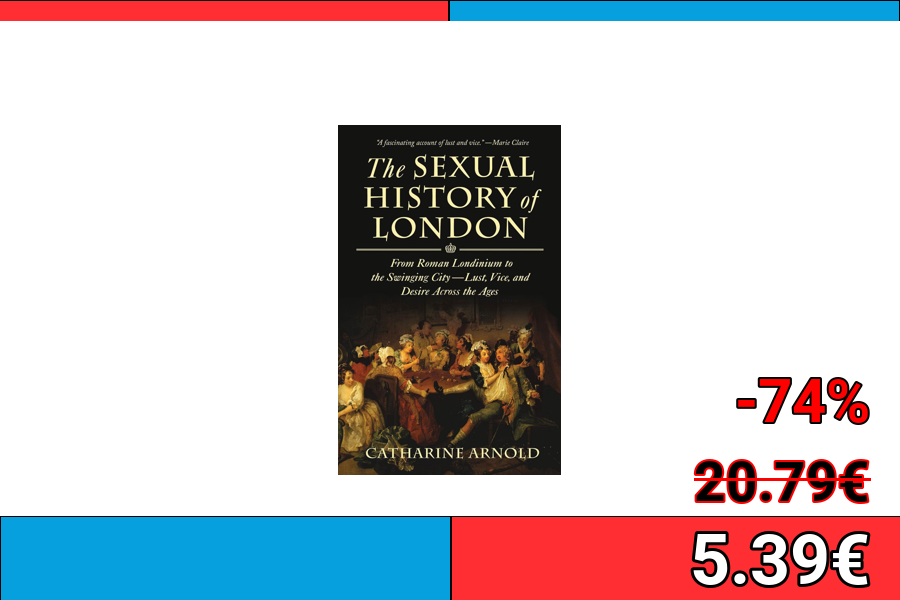 "A fascinating account of lust and vice." —Marie Claire
The SEXUAL
HISTORY of
LONDON
From Roman Londinium to
the Swinging City—Lust, Vice, and
Desire Across the Ages
CATHARINE ARNOLD
-74%
20.79€
5.39€